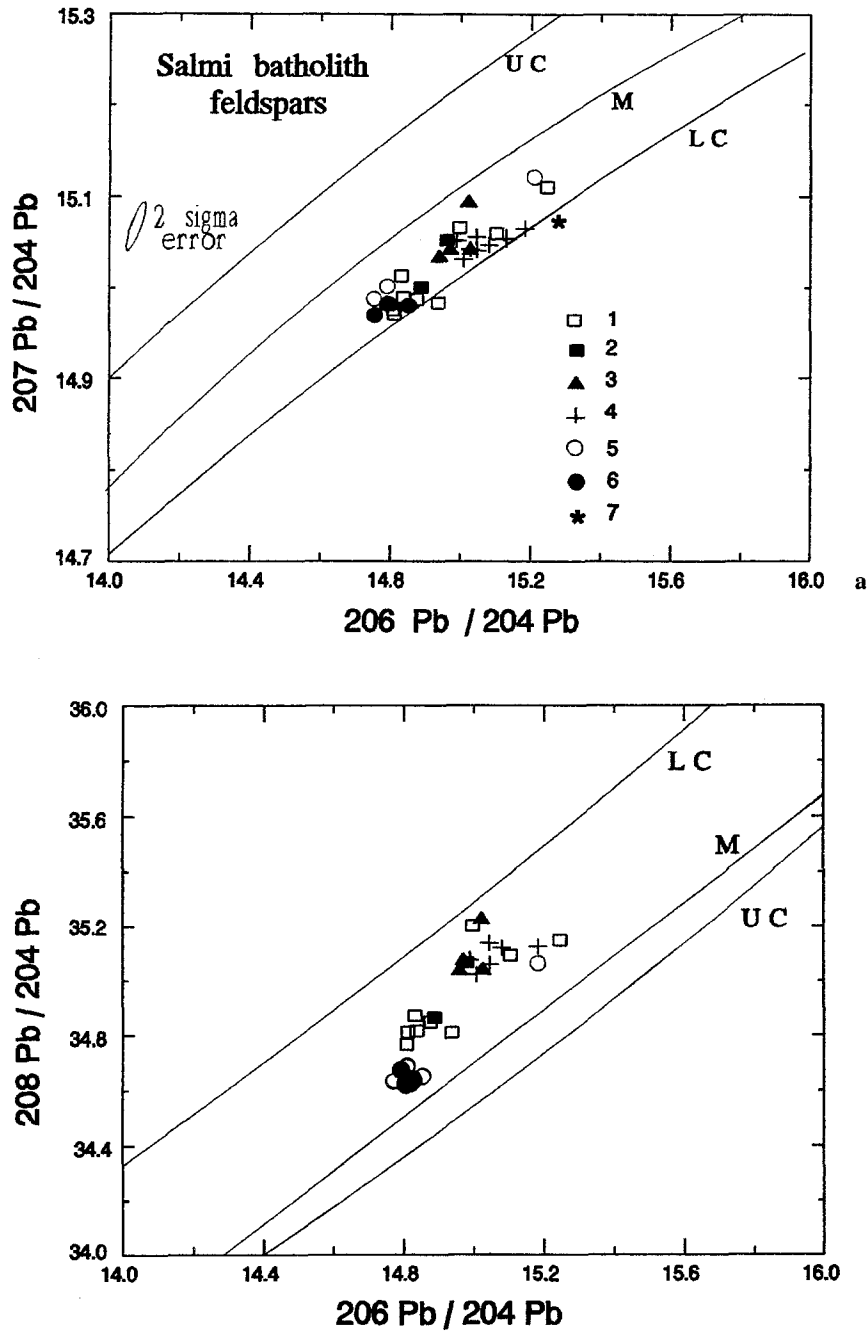 15.3
Salmi batholith
feldspars
U C
M
L C
15.1
2 sigma
error
207 Pb / 204 Pb
14.9
1
2
3
4
5
6
7
14.7
14.0
14.4
14.8
15.2
15.6
16.0
a
206 Pb / 204 Pb
36.0
L C
35.6
M
U C
35.2
208 Pb / 204 Pb
34.8
34.4
34.0
14.0
14.4
14.8
15.2
15.6
16.0
206 Pb / 204 Pb